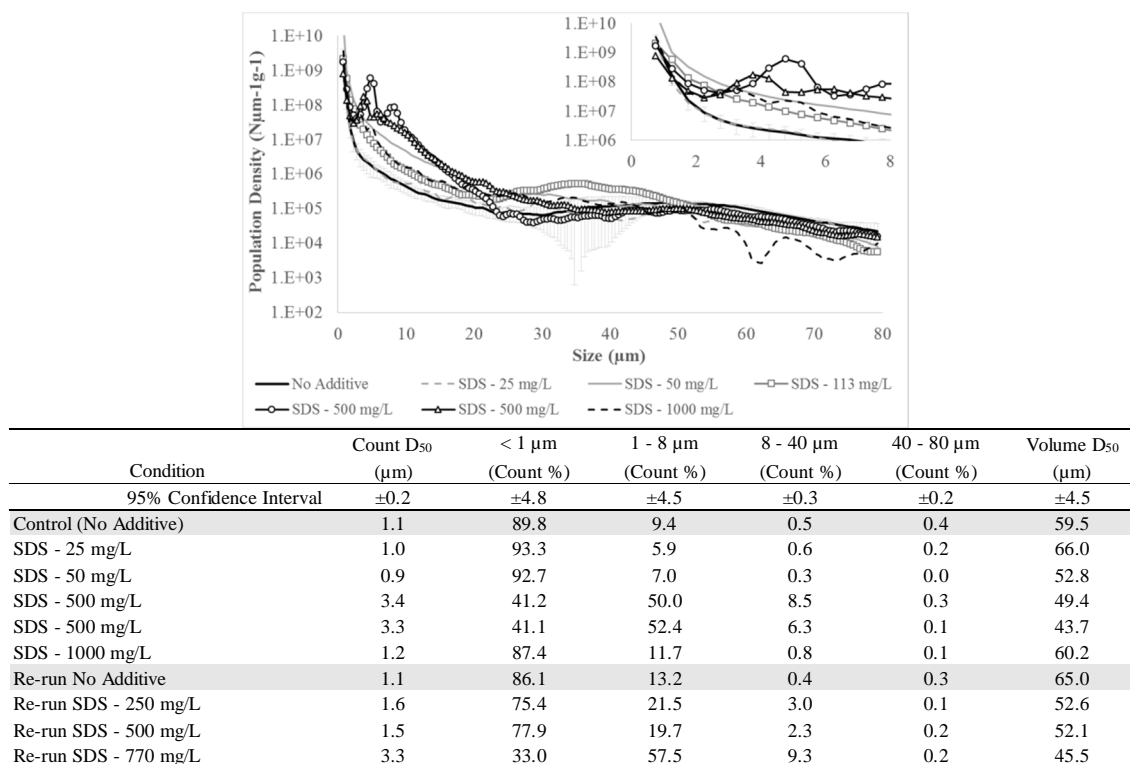 Population Density (Nµm-1g-1)
1.E+10
1.E+09
1.E+08
1.E+07
1.E+06
1.E+05
1.E+04
1.E+03
1.E+02
0 10 20 30 40 50 60 70 80
Size (µm)
1.E+10
1.E+09
1.E+08
1.E+07
1.E+06
0 2 4 6 8
No Additive SDS - 25 mg/L SDS - 50 mg/L SDS - 113 mg/L
SDS - 500 mg/L SDS - 500 mg/L SDS - 1000 mg/L
Count D₅₀ < 1 µm 1 - 8 µm 8 - 40 µm 40 - 80 µm Volume D₅₀
Condition (µm) (Count %) (Count %) (Count %) (Count %) (µm)
95% Confidence Interval ±0.2 ±4.8 ±4.5 ±0.3 ±0.2 ±4.5
Control (No Additive) 1.1 89.8 9.4 0.5 0.4 59.5
SDS - 25 mg/L 1.0 93.3 5.9 0.6 0.2 66.0
SDS - 50 mg/L 0.9 92.7 7.0 0.3 0.0 52.8
SDS - 500 mg/L 3.4 41.2 50.0 8.5 0.3 49.4
SDS - 500 mg/L 3.3 41.1 52.4 6.3 0.1 43.7
SDS - 1000 mg/L 1.2 87.4 11.7 0.8 0.1 60.2
Re-run No Additive 1.1 86.1 13.2 0.4 0.3 65.0
Re-run SDS - 250 mg/L 1.6 75.4 21.5 3.0 0.1 52.6
Re-run SDS - 500 mg/L 1.5 77.9 19.7 2.3 0.2 52.1
Re-run SDS - 770 mg/L 3.3 33.0 57.5 9.3 0.2 45.5